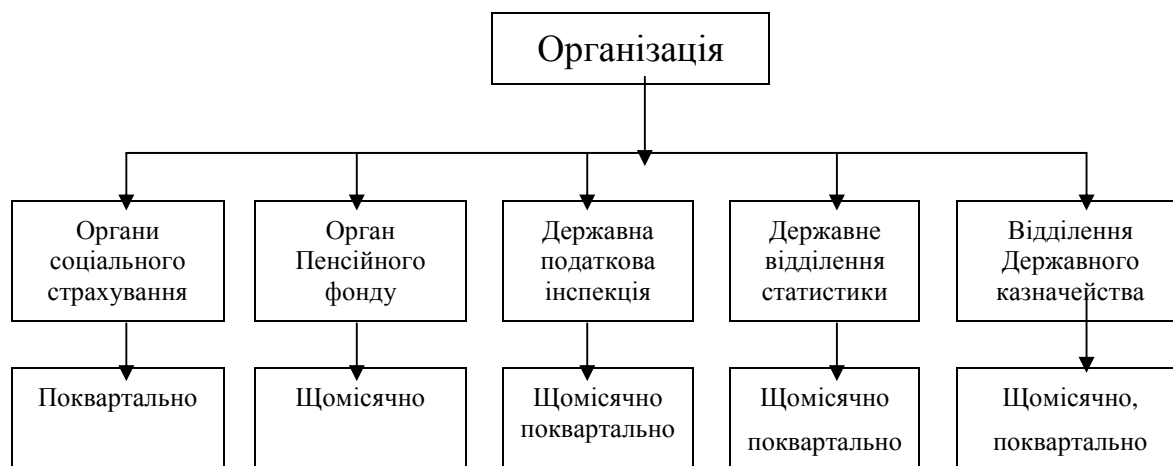 Організація
Органи
соціального
страхування
Орган
Пенсійного
фонду
Державна
податкова
інспекція
Державне
відділення
статистики
Відділення
Державного
казначейства
Поквартально
Щомісячно
Щомісячно
поквартально
Щомісячно
поквартально
Щомісячно,
поквартально